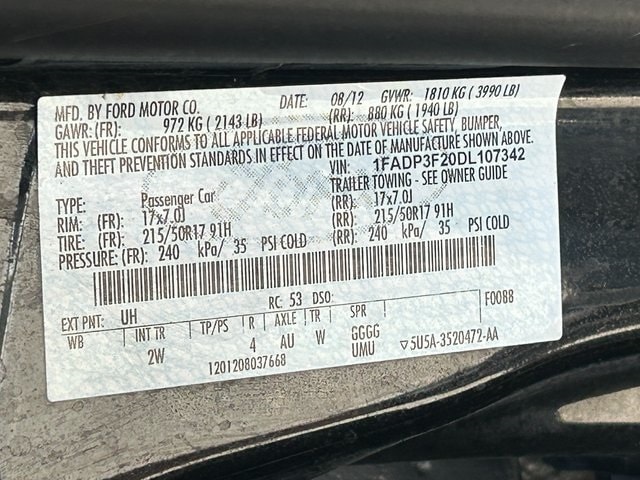 MFD. BY FORD MOTOR CO. DATE: 08/12 GVWR: 1810 KG ( 3990 LB)
GAWR: (FR): 972 KG ( 2143 LB) (RR): 880 KG ( 1940 LB)
THIS VEHICLE CONFORMS TO ALL APPLICABLE FEDERAL MOTOR VEHICLE SAFETY, BUMPER,
AND THEFT PREVENTION STANDARDS IN EFFECT ON THE DATE OF MANUFACTURE SHOWN ABOVE.
VIN: 1FADP3F20DL107342
TYPE: Passenger Car TRAILER TOWING - SEE OWNER GUIDE
RIM: (FR): 17x7.0J (RR): 17x7.0J
TIRE: (FR): 215/50R17 91H (RR): 215/50R17 91H
PRESSURE: (FR): 240 kPa/ 35 PSI COLD (RR): 240 kPa/ 35 PSI COLD
EXT PNT: UH RC: 53 DSO: F0088
WB INT TR TP/PS R AXLE TR SPR
2W 4 AU W GGGG
UMU
1201208037668 ▽5U5A-3520472-AA